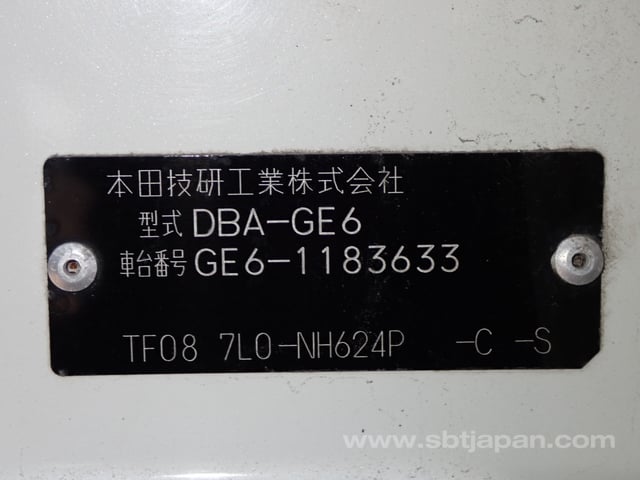 本田技研工業株式会社
型式 DBA-GE6
車台番号 GE6-1183633
TF08 7L0-NH624P -C -S
www.sbtjapan.com